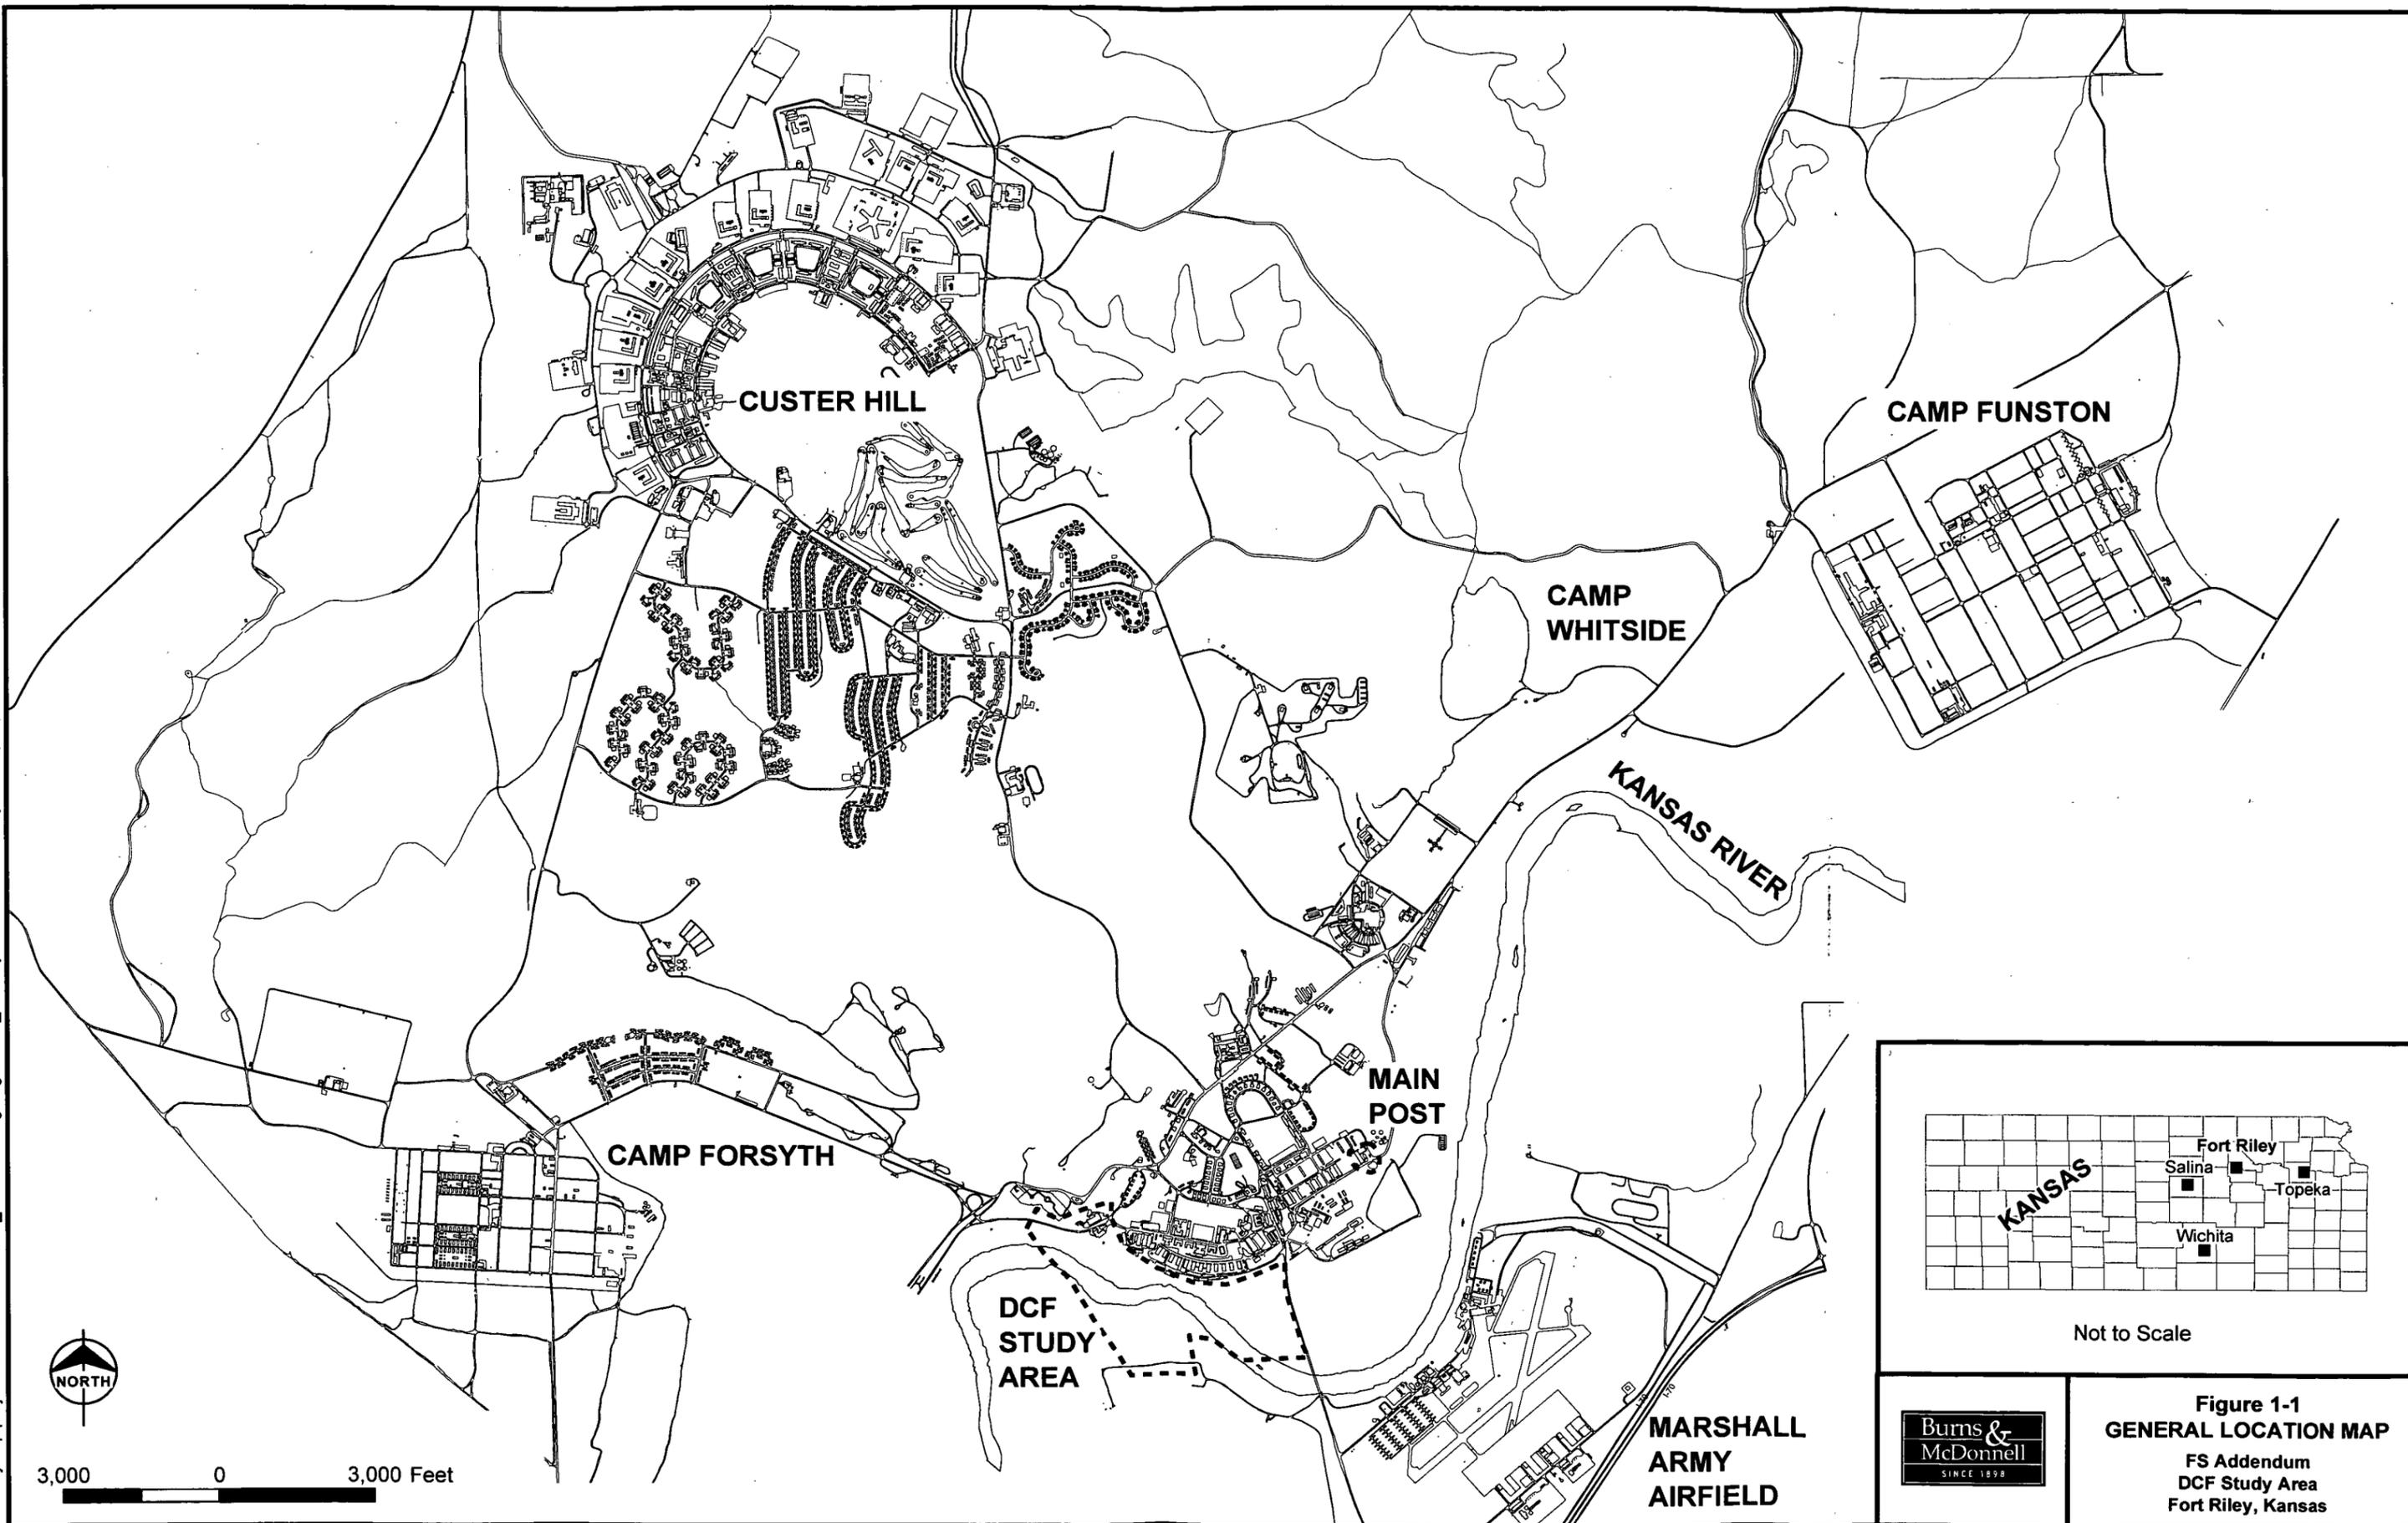 CUSTER HILL
CAMP FUNSTON
CAMP
WHITSIDE
KANSAS RIVER
MAIN
POST
CAMP FORSYTH
DCF
STUDY
AREA
MARSHALL
ARMY
AIRFIELD
I-70
NORTH
3,000 0 3,000 Feet
Fort Riley
Salina
Topeka
KANSAS
Wichita
Not to Scale
Burns &
McDonnell
SINCE 1898
Figure 1-1
GENERAL LOCATION MAP
FS Addendum
DCF Study Area
Fort Riley, Kansas